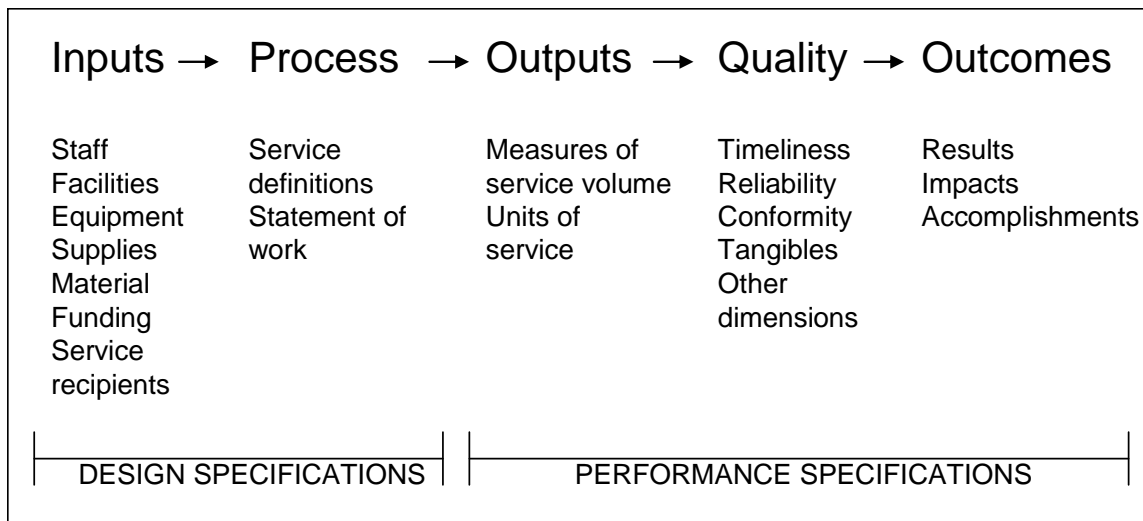 Inputs → Process → Outputs → Quality → Outcomes
Staff
Facilities
Equipment
Supplies
Material
Funding
Service
recipients
Service
definitions
Statement of
work
Measures of
service volume
Units of
service
Timeliness
Reliability
Conformity
Tangibles
Other
dimensions
Results
Impacts
Accomplishments
DESIGN SPECIFICATIONS
PERFORMANCE SPECIFICATIONS